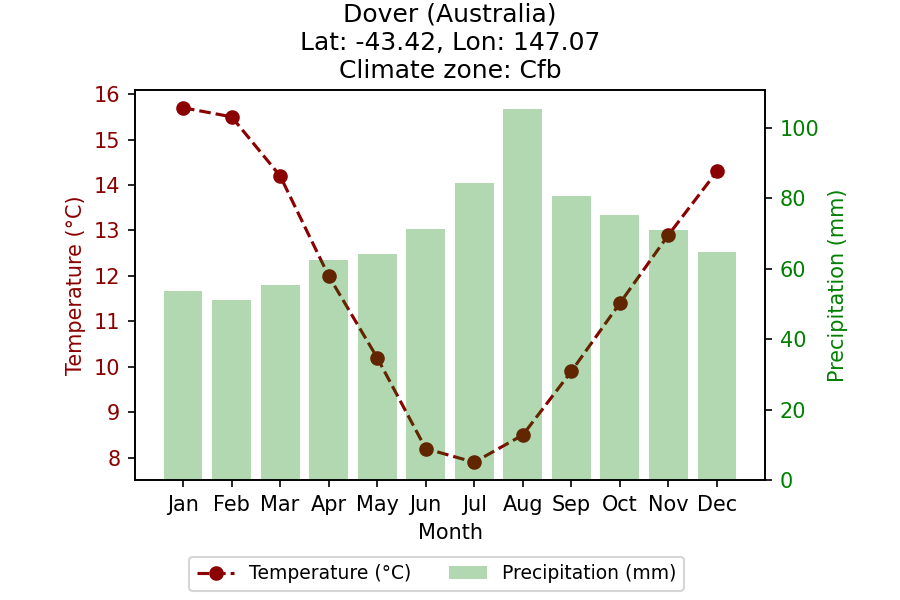 Dover (Australia)
Lat: -43.42, Lon: 147.07
Climate zone: Cfb
16
15
14
13
12
11
10
9
8
Temperature (°C)
100
80
60
40
20
0
Precipitation (mm)
Jan Feb Mar Apr May Jun Jul Aug Sep Oct Nov Dec
Month
Temperature (°C) Precipitation (mm)